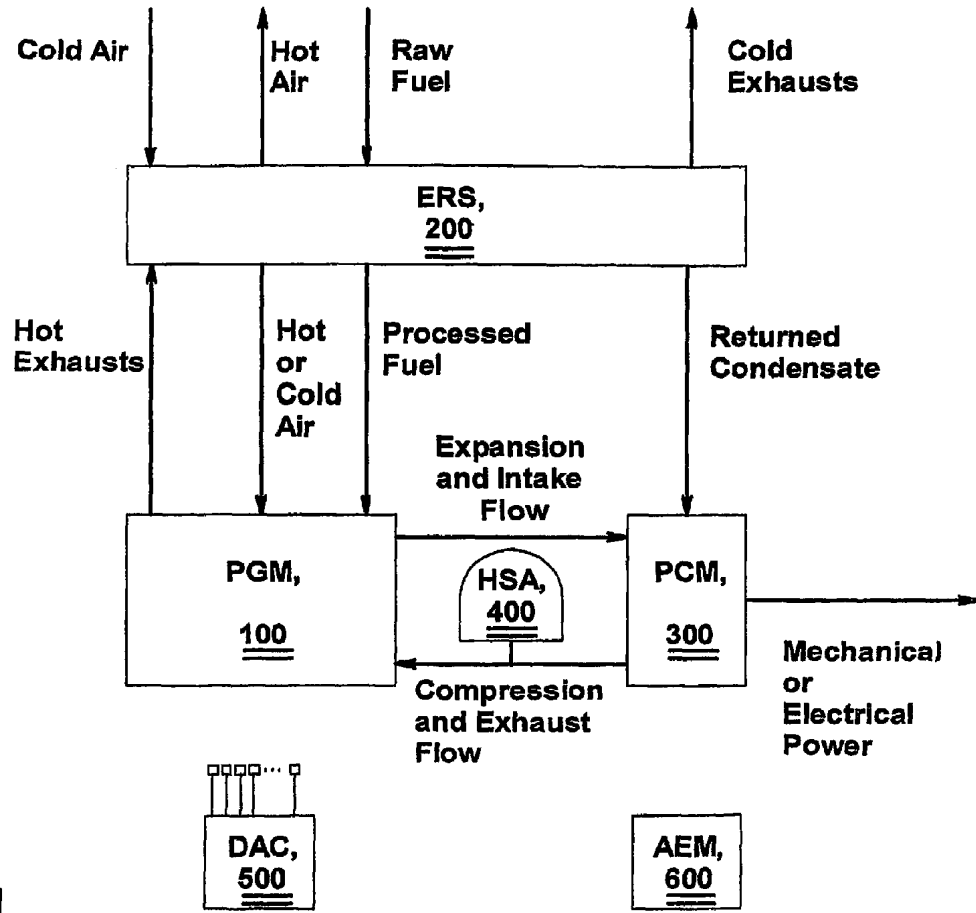 Cold Air
Hot
Air
Raw
Fuel
Cold
Exhausts
ERS,
200
Hot
Exhausts
Hot
or
Cold
Air
Processed
Fuel
Returned
Condensate
Expansion
and Intake
Flow
PGM,
100
HSA,
400
PCM,
300
Compression
and Exhaust
Flow
Mechanical
or
Electrical
Power
DAC,
500
AEM,
600